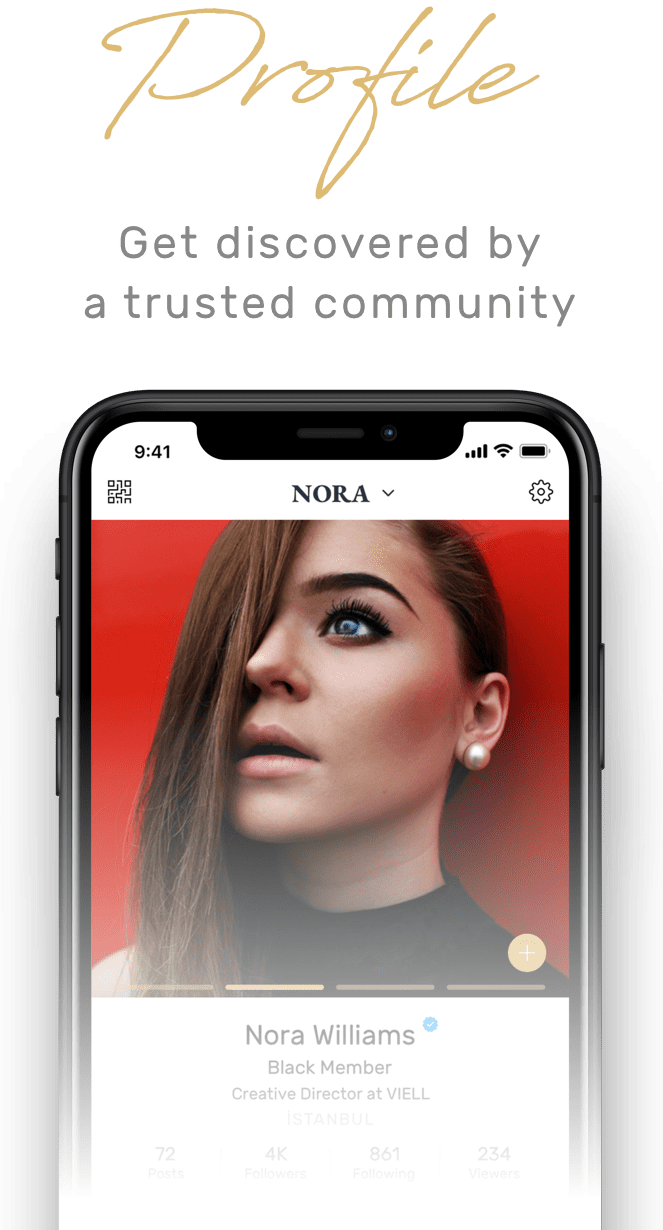 Profile
Get discovered by
a trusted community
9:41
NORA
Nora Williams
Black Member
Creative Director at VIELL
İSTANBUL
72 4K 861 234
Posts Followers Following Viewers